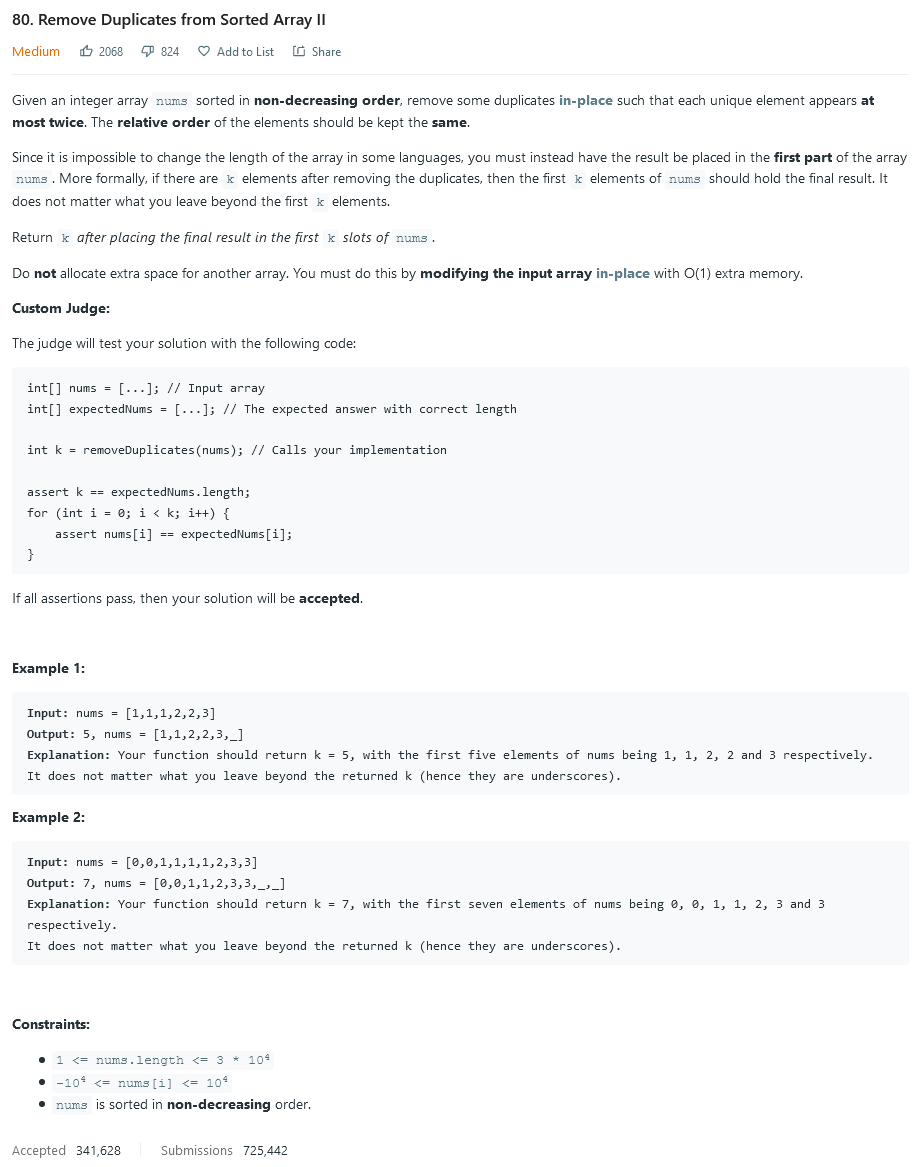 80. Remove Duplicates from Sorted Array II
Medium 2068 824 Add to List Share
Given an integer array nums sorted in non-decreasing order, remove some duplicates in-place such that each unique element appears at
most twice. The relative order of the elements should be kept the same.
Since it is impossible to change the length of the array in some languages, you must instead have the result be placed in the first part of the array
nums. More formally, if there are k elements after removing the duplicates, then the first k elements of nums should hold the final result. It
does not matter what you leave beyond the first k elements.
Return k after placing the final result in the first k slots of nums.
Do not allocate extra space for another array. You must do this by modifying the input array in-place with O(1) extra memory.
Custom Judge:
The judge will test your solution with the following code:
int[] nums = [...]; // Input array
int[] expectedNums = [...]; // The expected answer with correct length
int k = removeDuplicates(nums); // Calls your implementation
assert k == expectedNums.length;
for (int i = 0; i < k; i++) {
    assert nums[i] == expectedNums[i];
}
If all assertions pass, then your solution will be accepted.
Example 1:
Input: nums = [1,1,1,2,2,3]
Output: 5, nums = [1,1,2,2,3,_]
Explanation: Your function should return k = 5, with the first five elements of nums being 1, 1, 2, 2 and 3 respectively.
It does not matter what you leave beyond the returned k (hence they are underscores).
Example 2:
Input: nums = [0,0,1,1,1,1,2,3,3]
Output: 7, nums = [0,0,1,1,2,3,3,_,_]
Explanation: Your function should return k = 7, with the first seven elements of nums being 0, 0, 1, 1, 2, 3 and 3
respectively.
It does not matter what you leave beyond the returned k (hence they are underscores).
Constraints:
• 1 <= nums.length <= 3 * 10⁴
• -10⁴ <= nums[i] <= 10⁴
• nums is sorted in non-decreasing order.
Accepted 341,628 Submissions 725,442